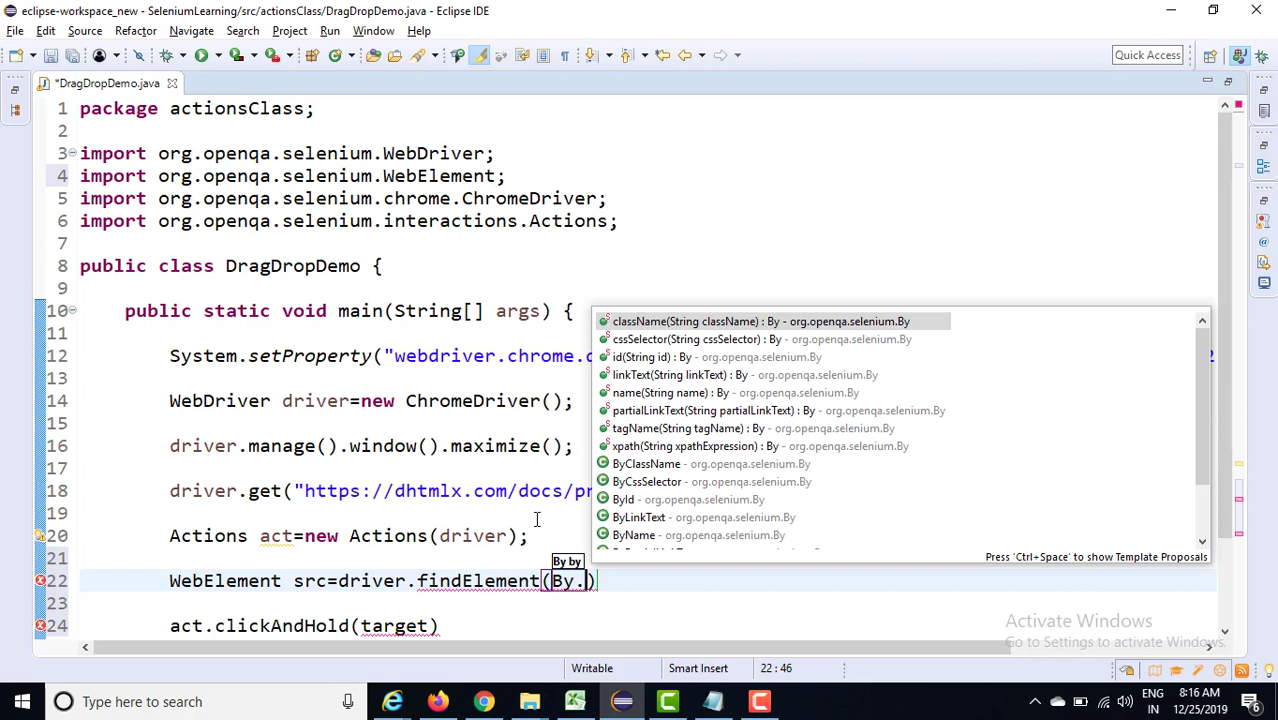 eclipse-workspace_new - SeleniumLearning/src/actionsClass/DragDropDemo.java - Eclipse IDE
File Edit Source Refactor Navigate Search Project Run Window Help
Quick Access
*DragDropDemo.java
1 package actionsClass;
2
3 import org.openqa.selenium.WebDriver;
4 import org.openqa.selenium.WebElement;
5 import org.openqa.selenium.chrome.ChromeDriver;
6 import org.openqa.selenium.interactions.Actions;
7
8 public class DragDropDemo {
9
10 public static void main(String[] args) {
11
12 System.setProperty("webdriver.chrome.d
13
14 WebDriver driver=new ChromeDriver();
15
16 driver.manage().window().maximize();
17
18 driver.get("https://dhtmlx.com/docs/pr
19
20 Actions act=new Actions(driver);
21
22 WebElement src=driver.findElement(By.)
23
24 act.clickAndHold(target)
className(String className) : By - org.openqa.selenium.By
cssSelector(String cssSelector) : By - org.openqa.selenium.By
id(String id) : By - org.openqa.selenium.By
linkText(String linkText) : By - org.openqa.selenium.By
name(String name) : By - org.openqa.selenium.By
partialLinkText(String partialLinkText) : By - org.openqa.selenium.By
tagName(String tagName) : By - org.openqa.selenium.By
xpath(String xpathExpression) : By - org.openqa.selenium.By
ByClassName - org.openqa.selenium.By
ByCssSelector - org.openqa.selenium.By
ById - org.openqa.selenium.By
ByLinkText - org.openqa.selenium.By
ByName - org.openqa.selenium.By
Press 'Ctrl+Space' to show Template Proposals
By by
Activate Windows
Go to Settings to activate Windows.
Writable Smart Insert 22 : 46
Type here to search
ENG
IN
8:16 AM
12/25/2019
6